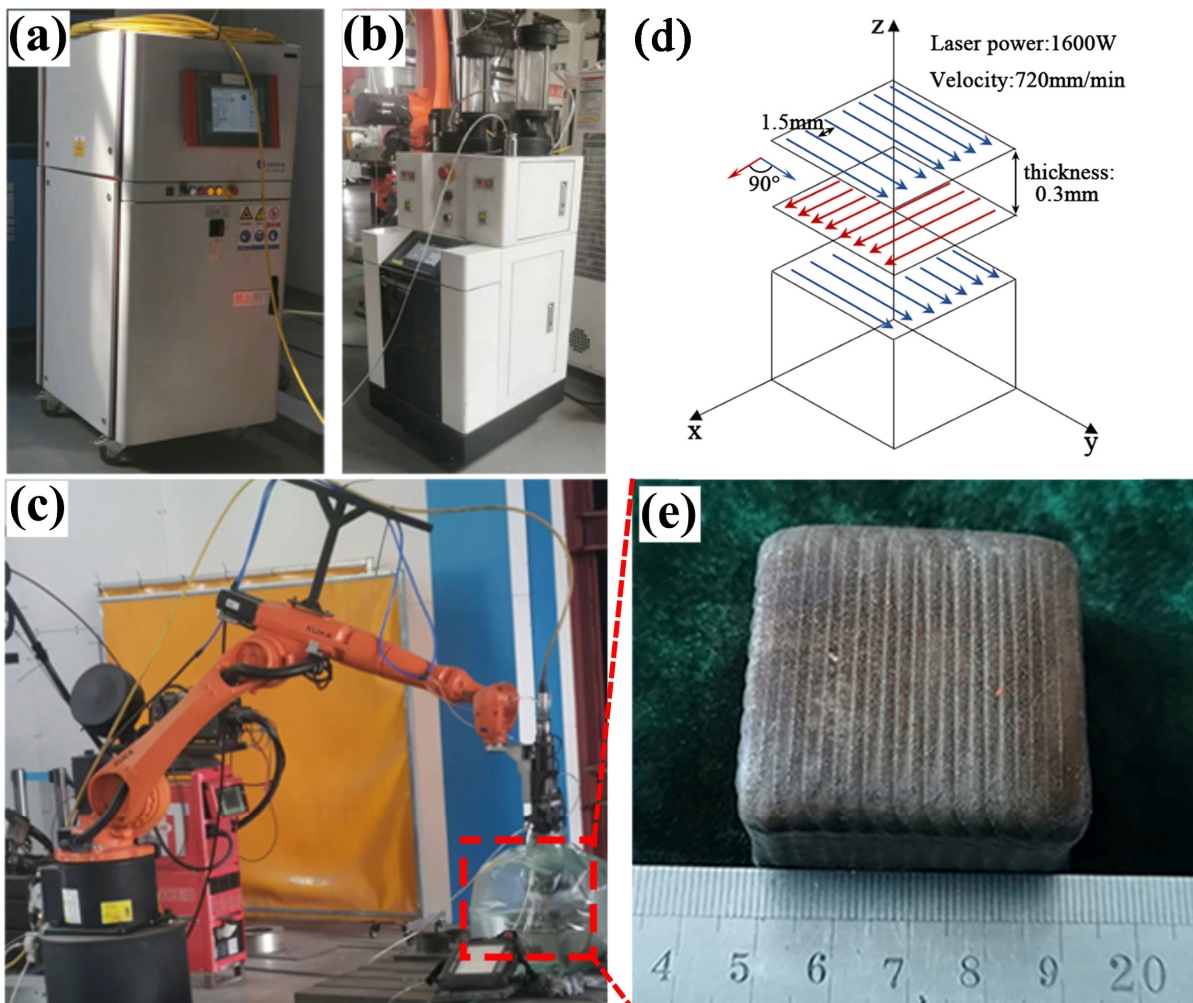 (a)
(b)
(d)
z
Laser power:1600W
Velocity:720mm/min
1.5mm
90°
thickness:
0.3mm
x
y
(c)
KUKA
(e)
4 5 6 7 8 9 20